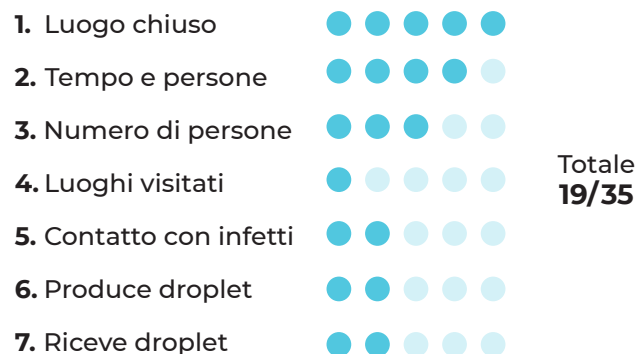 1. Luogo chiuso
2. Tempo e persone
3. Numero di persone
4. Luoghi visitati
5. Contatto con infetti
6. Produce droplet
7. Riceve droplet
Totale
19/35